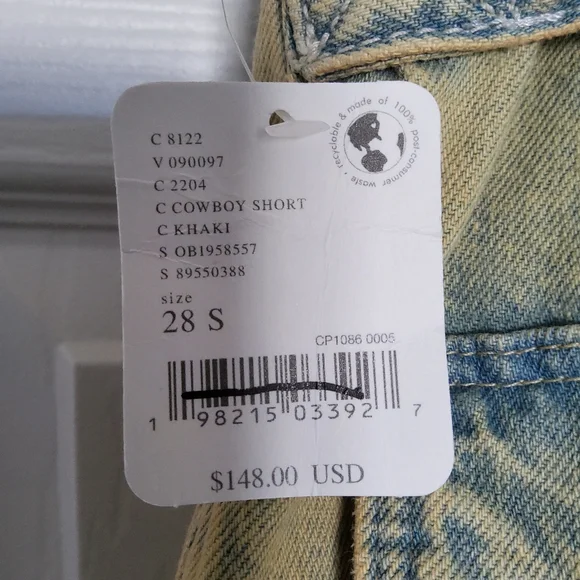 recyclable & made of 100% post-consumer waste •
C 8122
V 090097
C 2204
C COWBOY SHORT
C KHAKI
S OB1958557
S 89550388
size
28 S
CP1086 0005
1 98215 03392 7
$148.00 USD